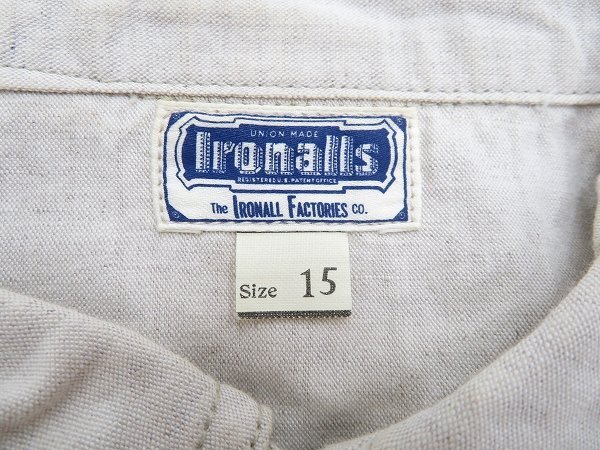 UNION MADE
Ironalls
REGISTERED U.S. PATENT OFFICE
The IRONALL FACTORIES CO.
Size 15